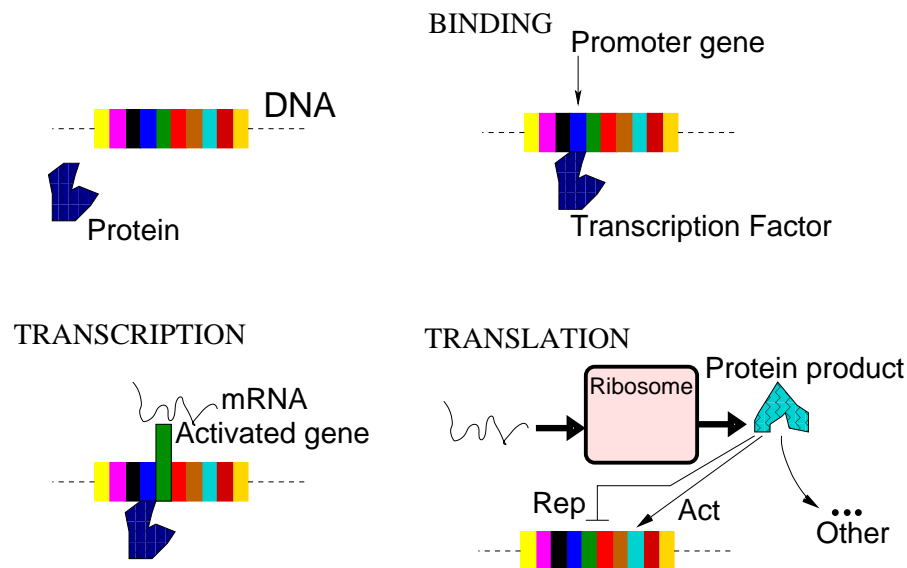 DNA
Protein
BINDING
Promoter gene
Transcription Factor
TRANSCRIPTION
mRNA
Activated gene
TRANSLATION
Protein product
Ribosome
Rep
Act
...
Other